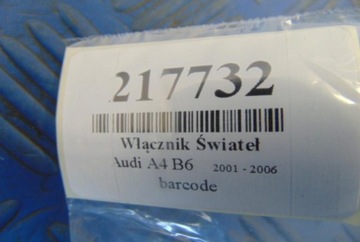 217732
Włącznik Świateł
Audi A4 B6 2001 - 2006
barcode